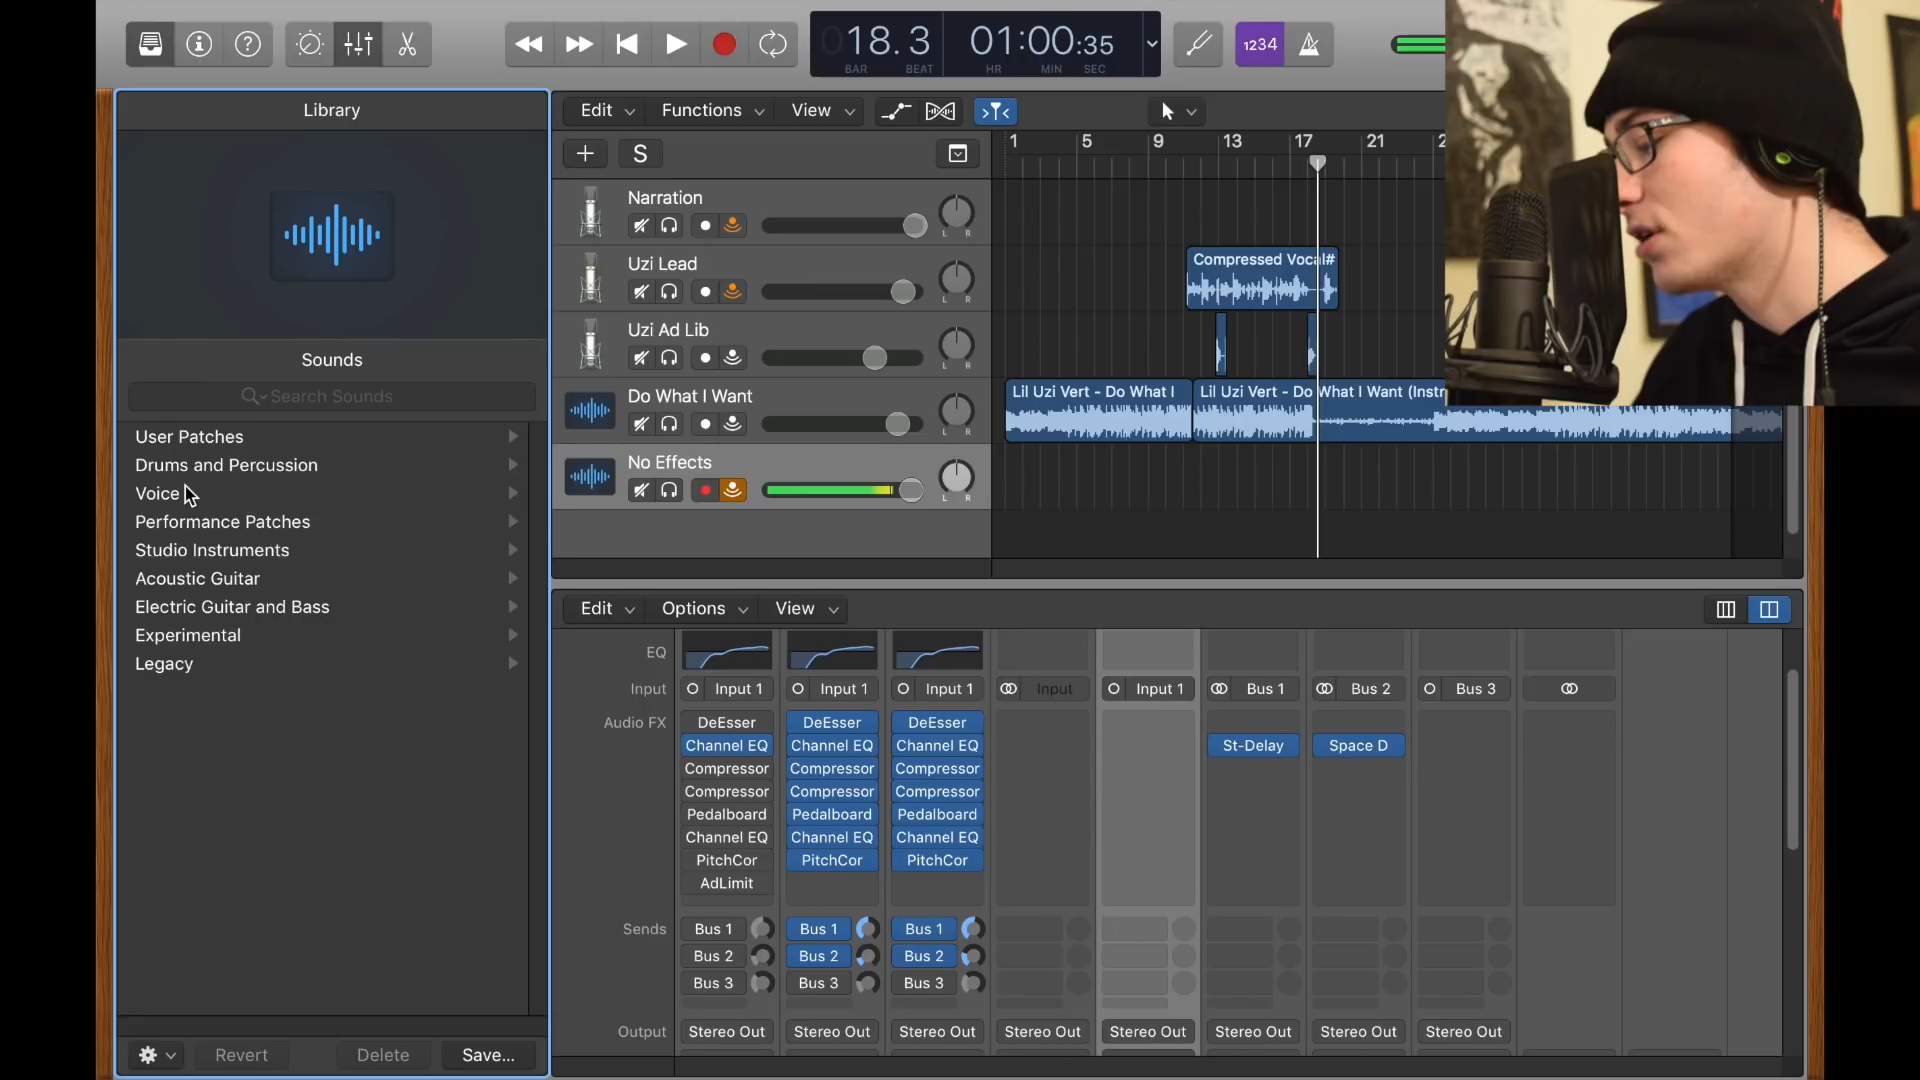 18.3
BAR BEAT
01:00:35
HR MIN SEC
1234
Library
Sounds
Search Sounds
User Patches
Drums and Percussion
Voice
Performance Patches
Studio Instruments
Acoustic Guitar
Electric Guitar and Bass
Experimental
Legacy
Revert
Delete
Save...
Edit Functions View
S
1 5 9 13 17 21 2
Narration
L R
Uzi Lead
L R
Compressed Vocal#
Uzi Ad Lib
L R
Do What I Want
L R
Lil Uzi Vert - Do What I
Lil Uzi Vert - Do What I Want (Instr
No Effects
L R
Edit Options View
EQ
Input
Input 1 Input 1 Input 1 Input Input 1 Bus 1 Bus 2 Bus 3
Audio FX
DeEsser DeEsser DeEsser
Channel EQ Channel EQ Channel EQ St-Delay Space D
Compressor Compressor Compressor
Compressor Compressor Compressor
Pedalboard Pedalboard Pedalboard
Channel EQ Channel EQ Channel EQ
PitchCor PitchCor PitchCor
AdLimit
Sends
Bus 1 Bus 1 Bus 1
Bus 2 Bus 2 Bus 2
Bus 3 Bus 3 Bus 3
Output
Stereo Out Stereo Out Stereo Out Stereo Out Stereo Out Stereo Out Stereo Out Stereo Out